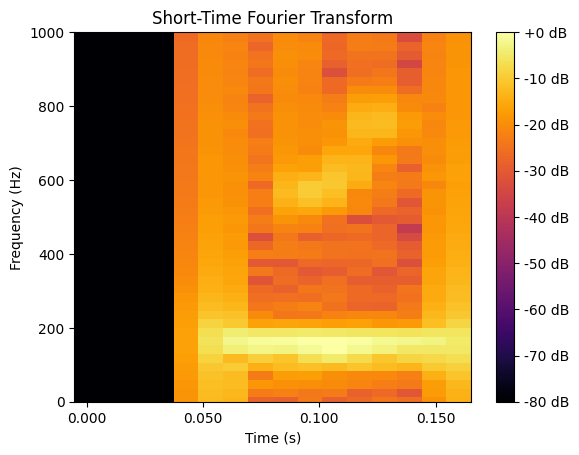 Short-Time Fourier Transform
1000
800
600
400
200
0
Frequency (Hz)
0.000
0.050
0.100
0.150
Time (s)
+0 dB
-10 dB
-20 dB
-30 dB
-40 dB
-50 dB
-60 dB
-70 dB
-80 dB